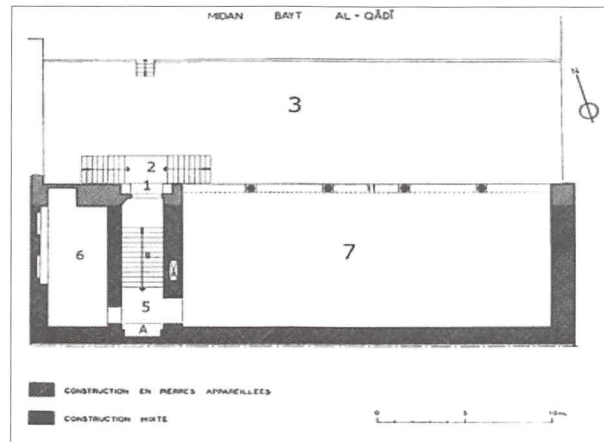 MIDAN BAYT AL-QĀDĪ
N
3
2
1
6
7
5
A
CONSTRUCTION EN PIERRES APPAREILLÉES
CONSTRUCTION MIXTE
0 5 10 m.